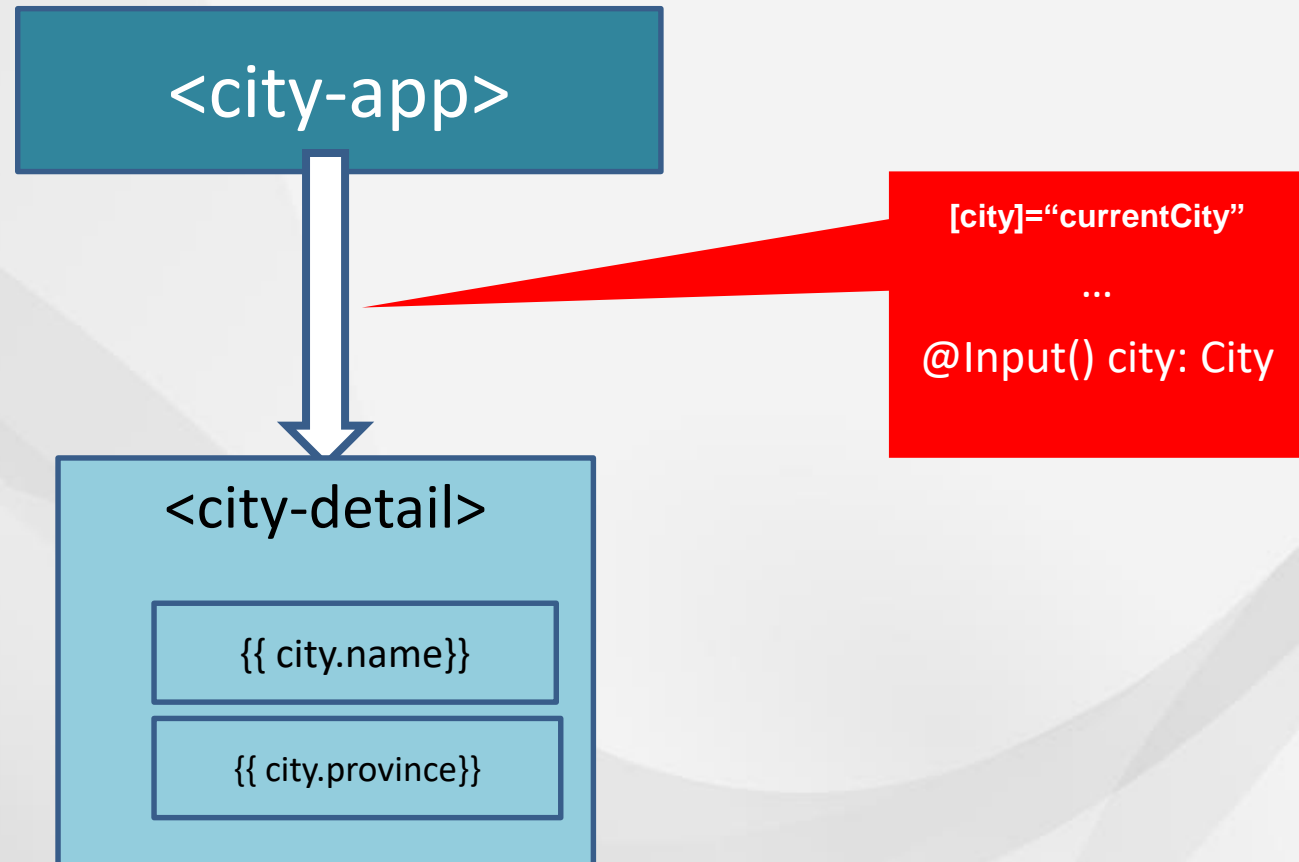 <city-app>
[city]=“currentCity”
...
@Input() city: City
<city-detail>
{{ city.name}}
{{ city.province}}